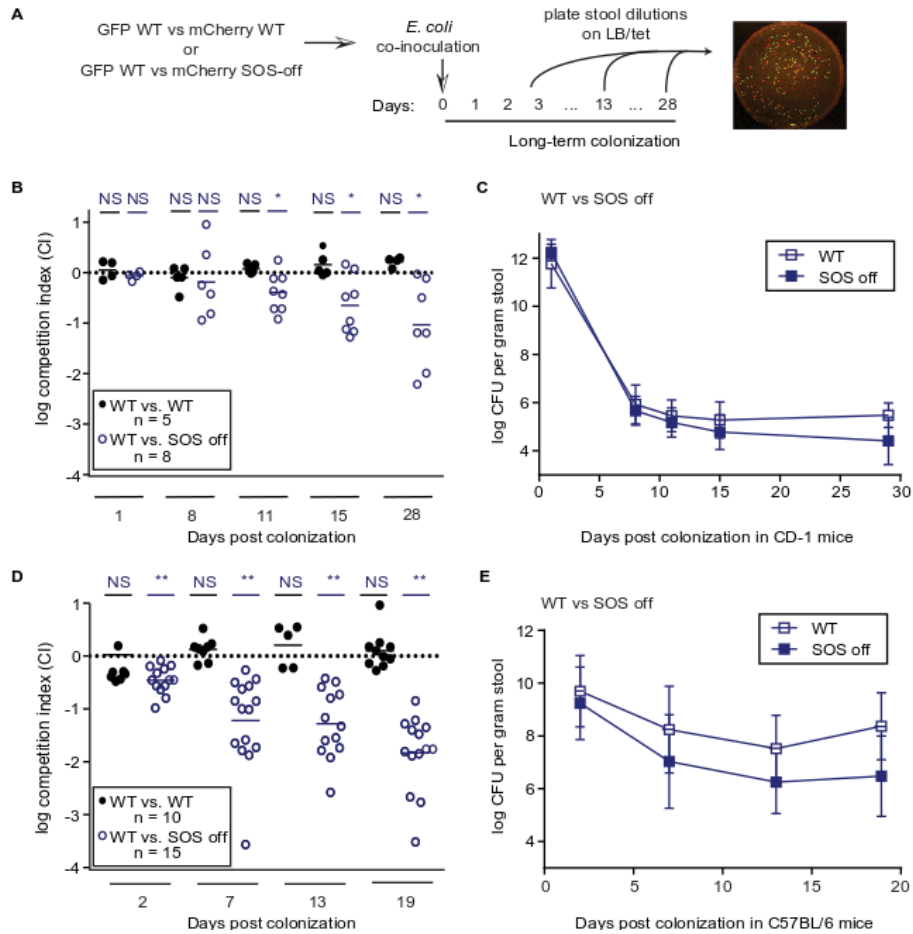 A
GFP WT vs mCherry WT
or
GFP WT vs mCherry SOS-off
E. coli
co-inoculation
plate stool dilutions
on LB/tet
Days: 0 1 2 3 ... 13 ... 28
Long-term colonization
B
NS NS NS NS NS * NS * NS *
log competition index (CI)
1
0
-1
-2
-3
-4
WT vs. WT
n = 5
WT vs. SOS off
n = 8
1 8 11 15 28
Days post colonization
C
WT vs SOS off
WT
SOS off
log CFU per gram stool
12
10
8
6
4
0 5 10 15 20 25 30
Days post colonization in CD-1 mice
D
NS ** NS ** NS ** NS **
log competition index (CI)
1
0
-1
-2
-3
-4
WT vs. WT
n = 10
WT vs. SOS off
n = 15
2 7 13 19
Days post colonization
E
WT vs SOS off
WT
SOS off
log CFU per gram stool
12
10
8
6
4
0 5 10 15 20
Days post colonization in C57BL/6 mice